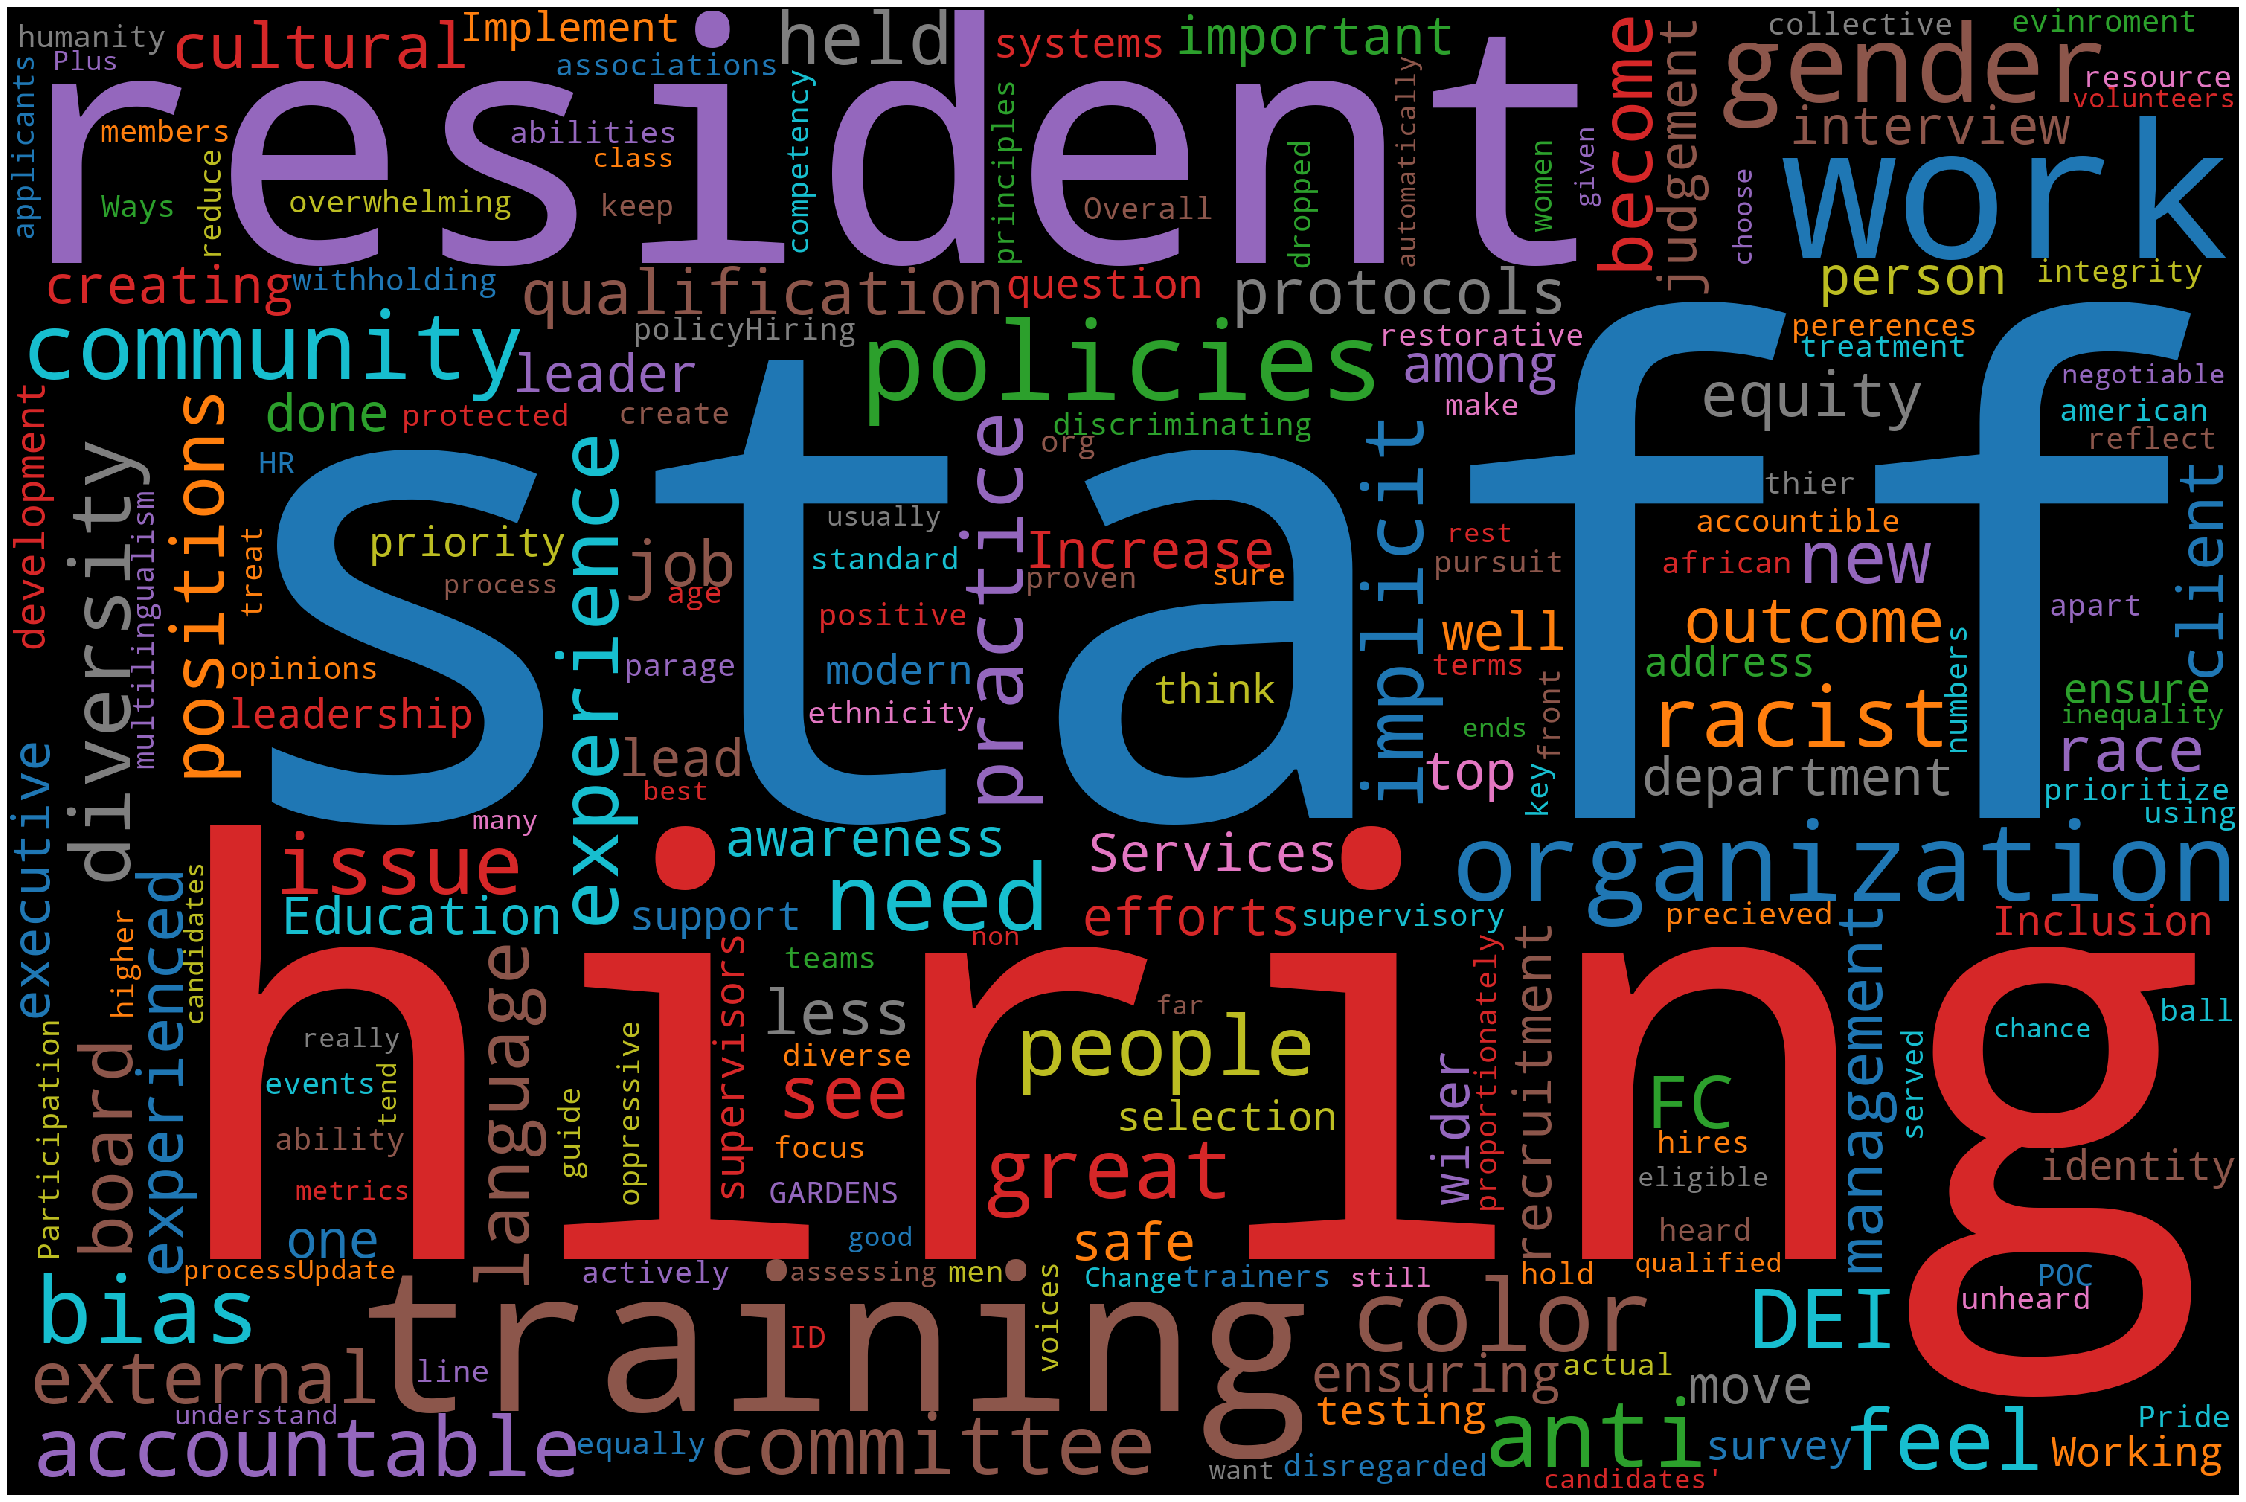 humanity
Plus
cultural
Implement
associations
held
systems
important
become
judgement
gender
collective
evinroment
resource
volunteers
interview
work
applicants
members
Ways
reduce
resident
abilities
class
overwhelming
keep
competency
principles
Overall
dropped
automatically
women
given
choose
creating
withholding
qualification
question
protocols
person
integrity
community
policyHiring
leader
policies
restorative
among
make
pererences
treatment
equity
negotiable
american
reflect
development
diversity
multilingualism
positions
done
protected
create
HR
treat
discriminating
org
staff
priority
process
experience
job
age
usually
standard
positive
practice
Increase
proven
sure
implicit
rest
pursuit
thier
accountible
african
new
client
apart
opinions
leadership
parage
modern
ethnicity
think
well
terms
outcome
address
numbers
ensure
inequality
executive
lead
best
ends
front
racist
race
top
key
department
prioritize
using
many
issue
awareness
Services
organization
experienced
Education
support
need
efforts
supervisory
precieved
Inclusion
higher
candidates
non
hiring
language
supervisors
teams
less
far
people
wider
proportionately
recruitment
management
ball
chance
served
Participation
board
really
events
tend
ability
metrics
one
guide
oppressive
diverse
see
focus
GARDENS
selection
great
FC
hires
eligible
identity
good
safe
heard
qualified
processUpdate
actively
assessing
men
Change
trainers
still
hold
POC
unheard
bias
training
ID
voices
color
DEI
external
line
ensuring
actual
move
understand
testing
accountable
equally
committee
want
disregarded
anti
candidates'
survey
feel
Pride
Working